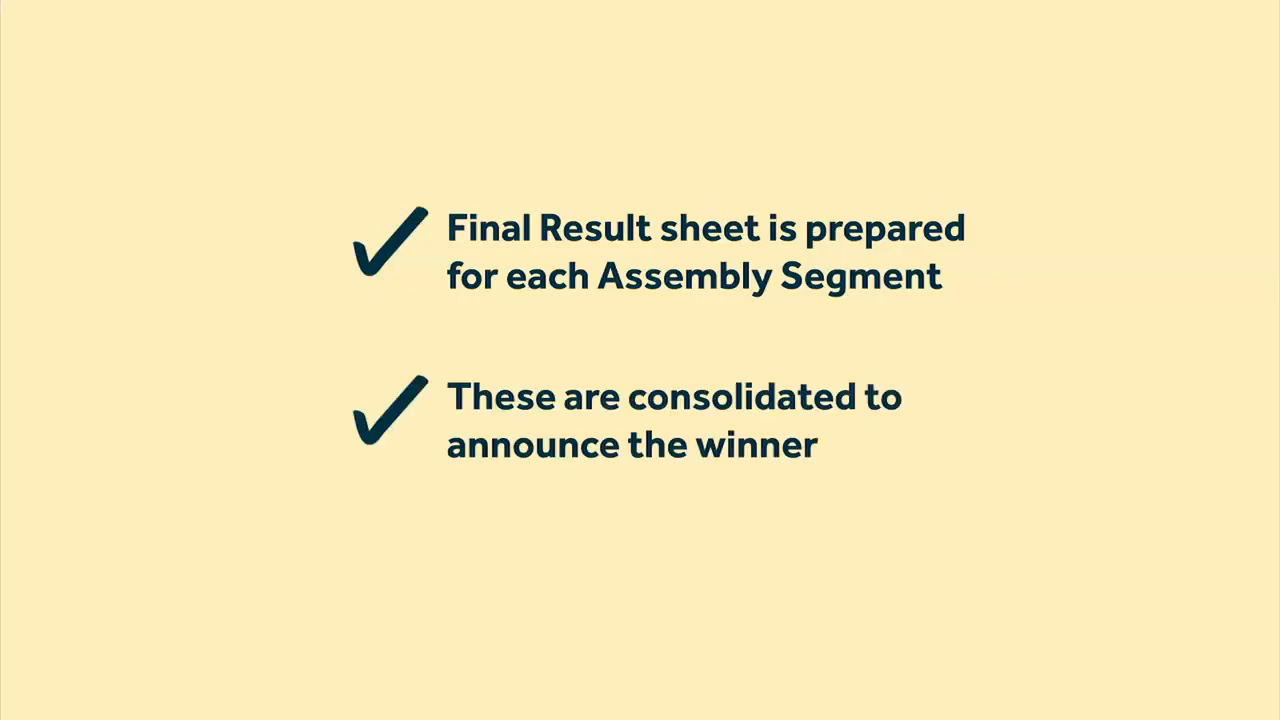 Final Result sheet is prepared
for each Assembly Segment
These are consolidated to
announce the winner